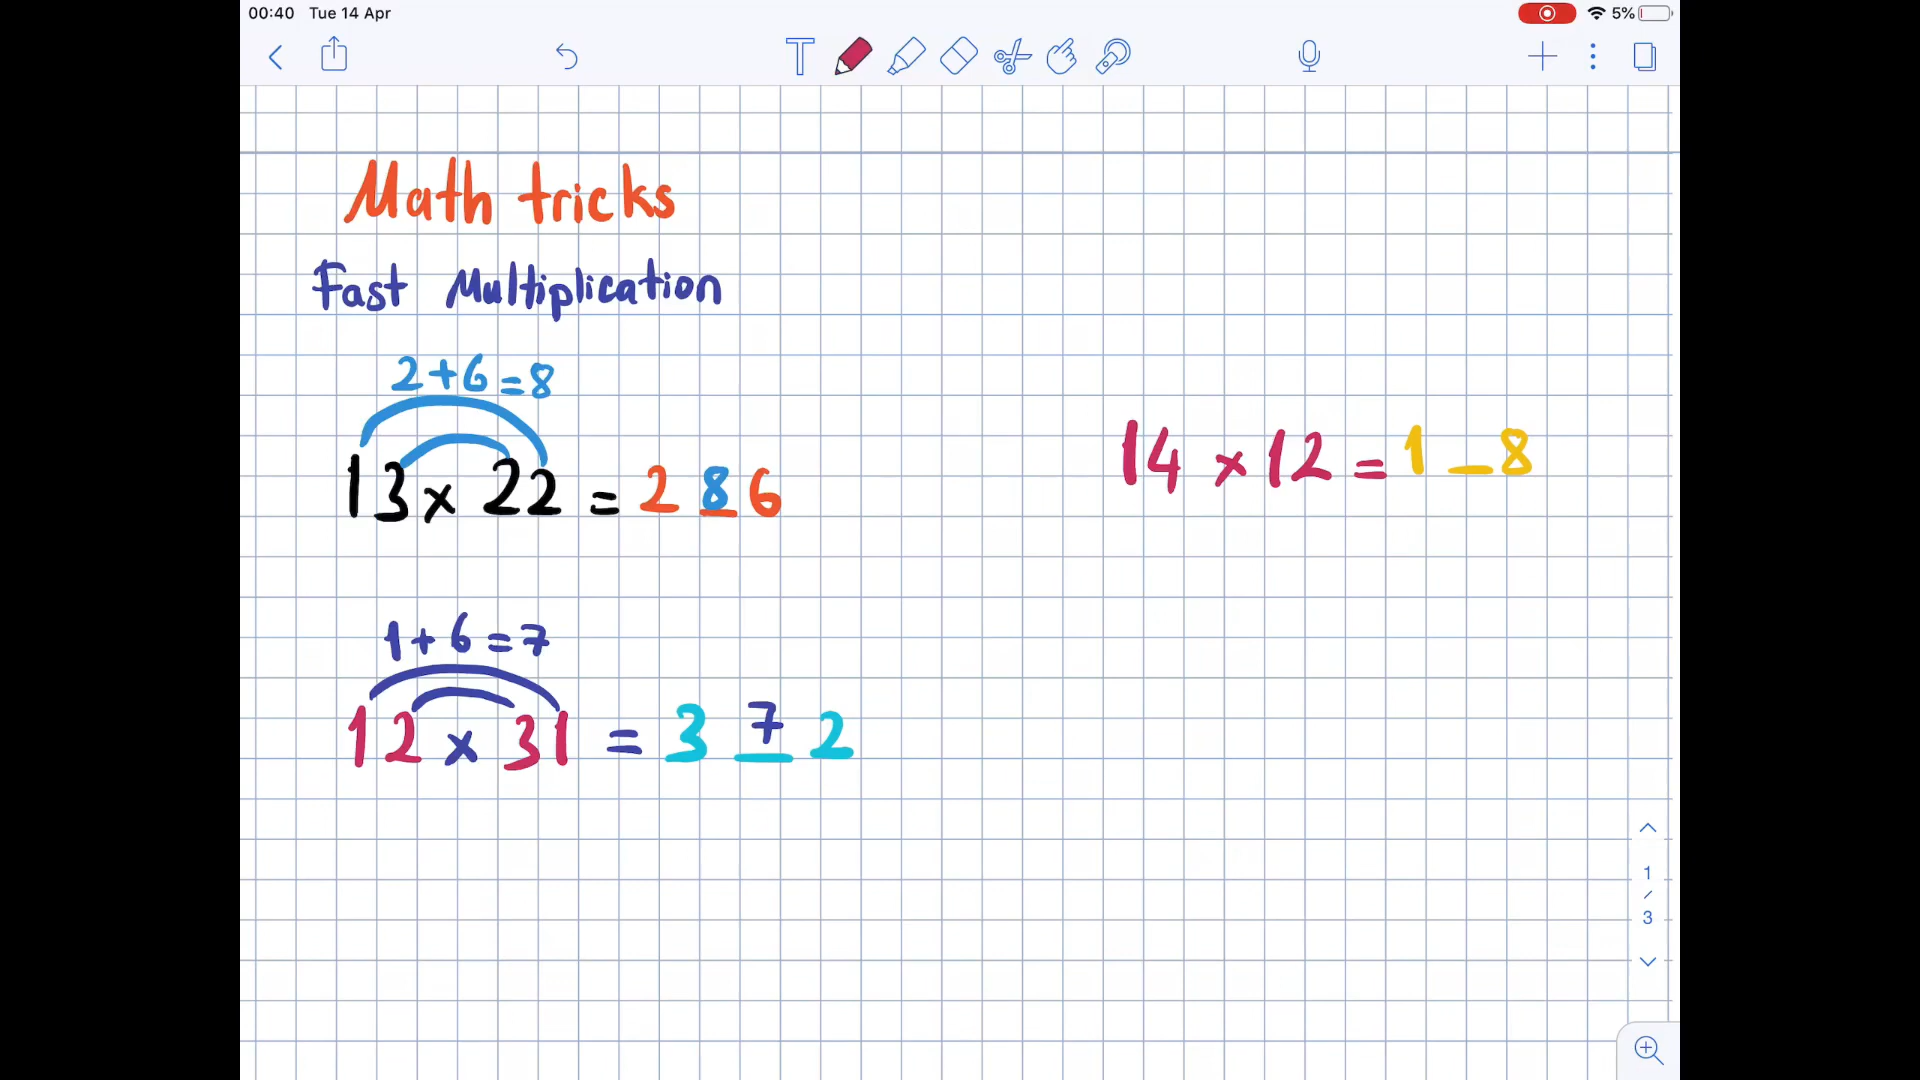 00:40 Tue 14 Apr 5%
T
Math tricks
Fast Multiplication
2+6=8
13 x 22 = 2 8 6
14 x 12 = 1 _ 8
1+6=7
12 x 31 = 3 7 2
1
/
3